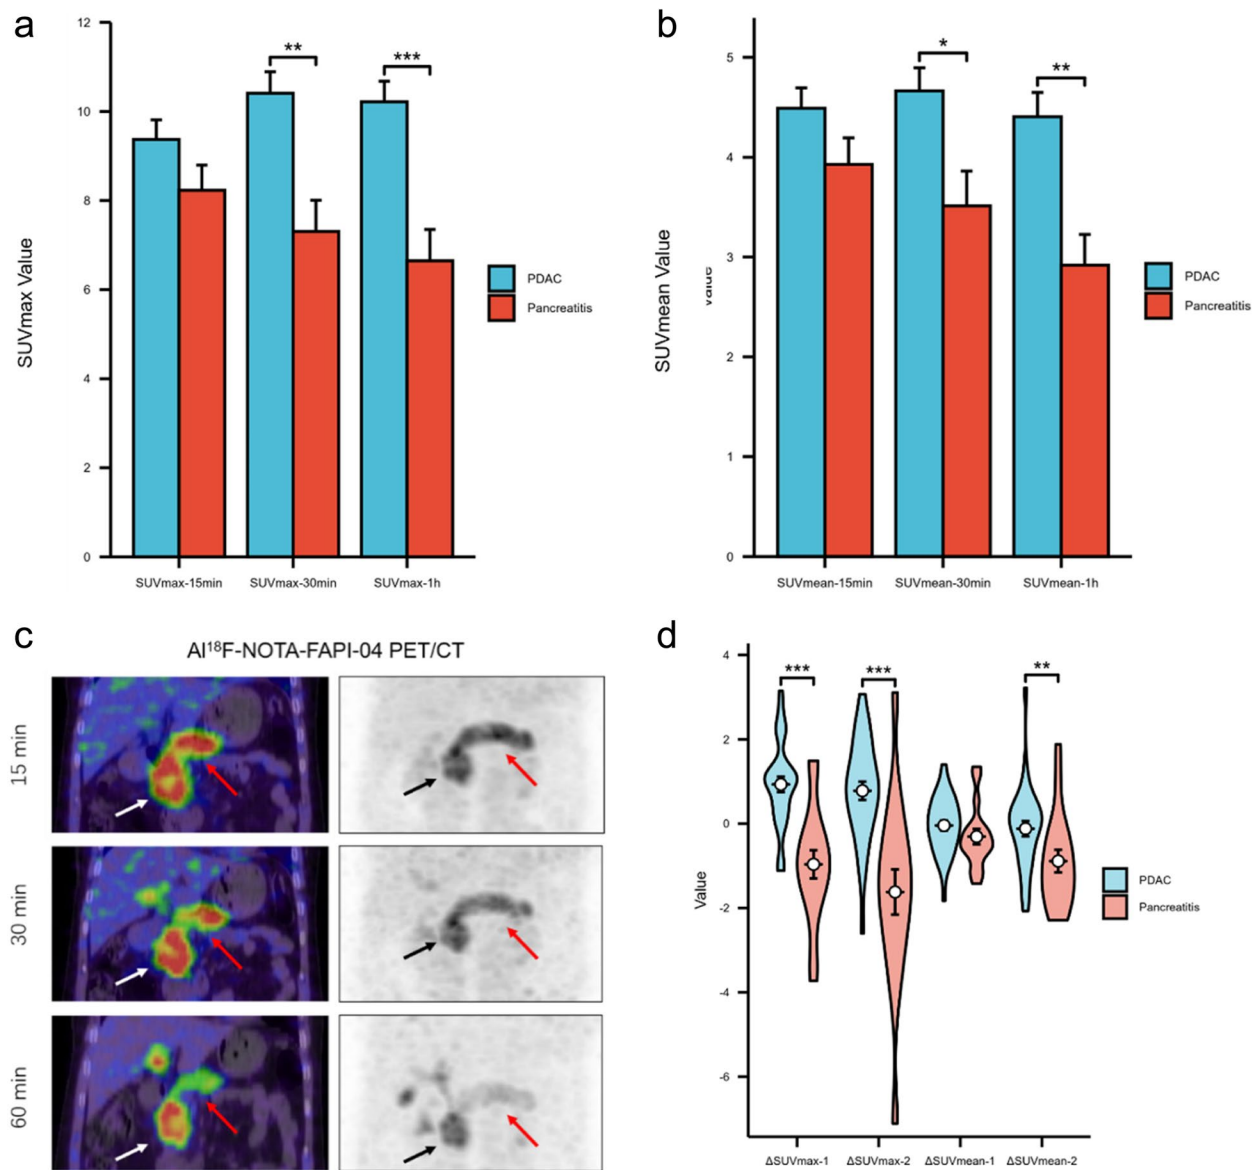 a
12
10
8
6
4
2
0
SUVmax Value
**
***
SUVmax-15min
SUVmax-30min
SUVmax-1h
PDAC
Pancreatitis
b
5
4
3
2
1
0
SUVmean Value
value
*
**
SUVmean-15min
SUVmean-30min
SUVmean-1h
PDAC
Pancreatitis
c
Al¹⁸F-NOTA-FAPI-04 PET/CT
15 min
30 min
60 min
d
4
2
0
-2
-4
-6
Value
***
***
**
ΔSUVmax-1
ΔSUVmax-2
ΔSUVmean-1
ΔSUVmean-2
PDAC
Pancreatitis